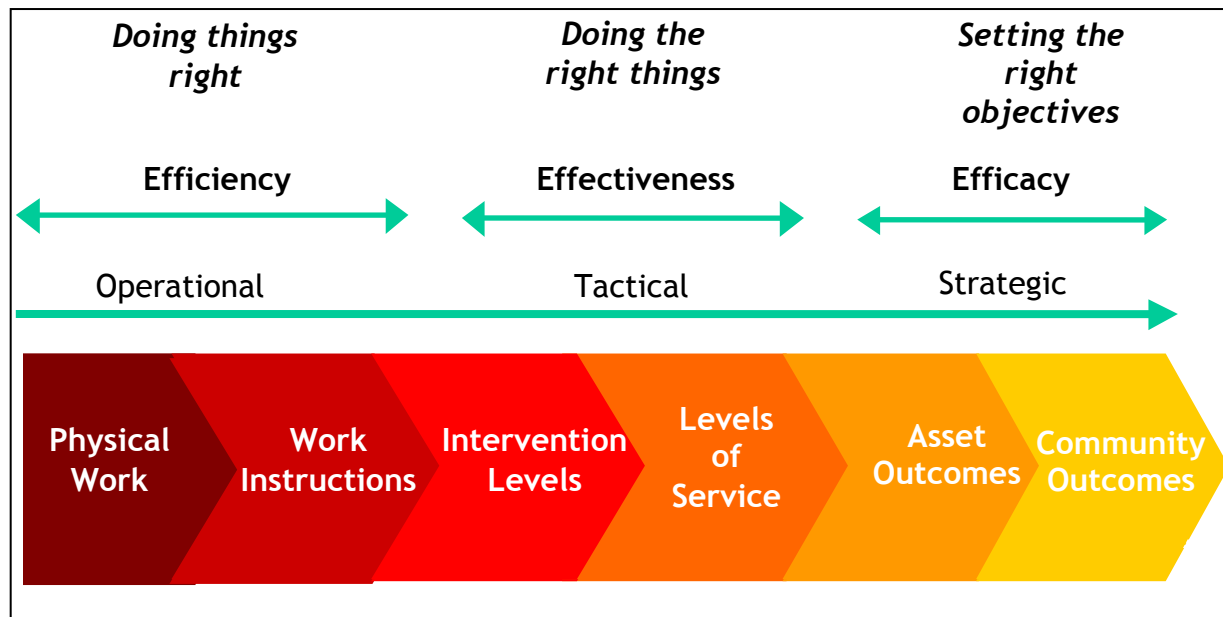 Doing things
right
Doing the
right things
Setting the
right
objectives
Efficiency
Effectiveness
Efficacy
Operational
Tactical
Strategic
Physical
Work
Work
Instructions
Intervention
Levels
Levels
of
Service
Asset
Outcomes
Community
Outcomes